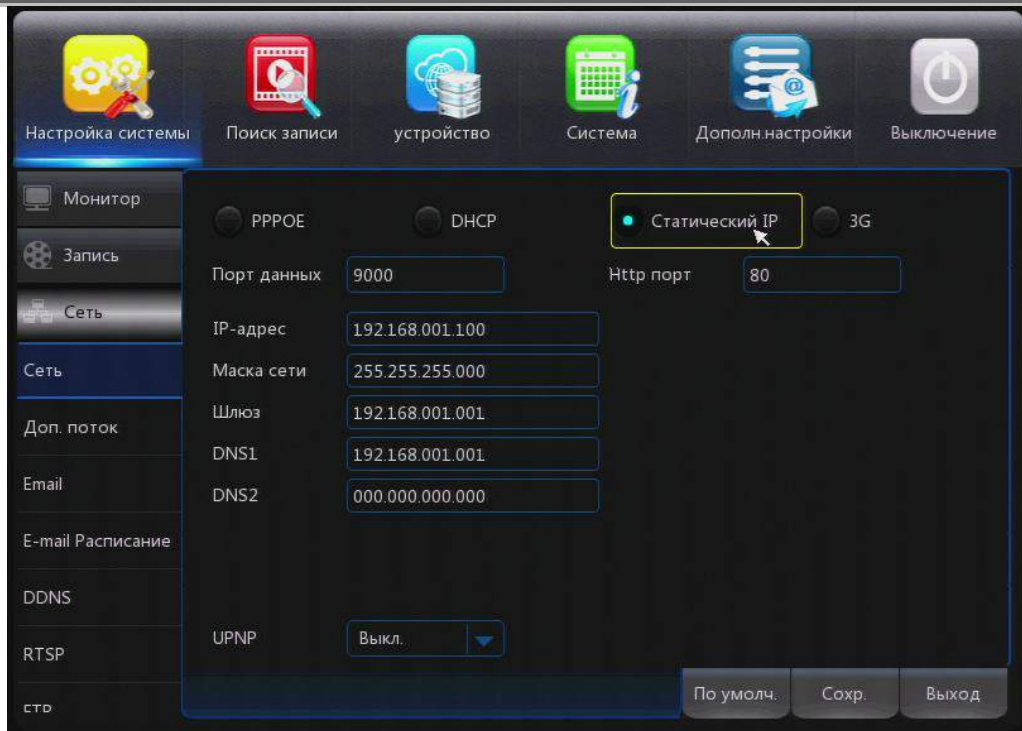 Настройка системы
Поиск записи
устройство
Система
Дополн.настройки
Выключение
Монитор
Запись
Сеть
Сеть
Доп. поток
Email
E-mail Расписание
DDNS
RTSP
FTP
PPPOE
DHCP
Статический IP
3G
Порт данных 9000
Http порт 80
IP-адрес 192.168.001.100
Маска сети 255.255.255.000
Шлюз 192.168.001.001
DNS1 192.168.001.001
DNS2 000.000.000.000
UPNP Выкл.
По умолч.
Сохр.
Выход